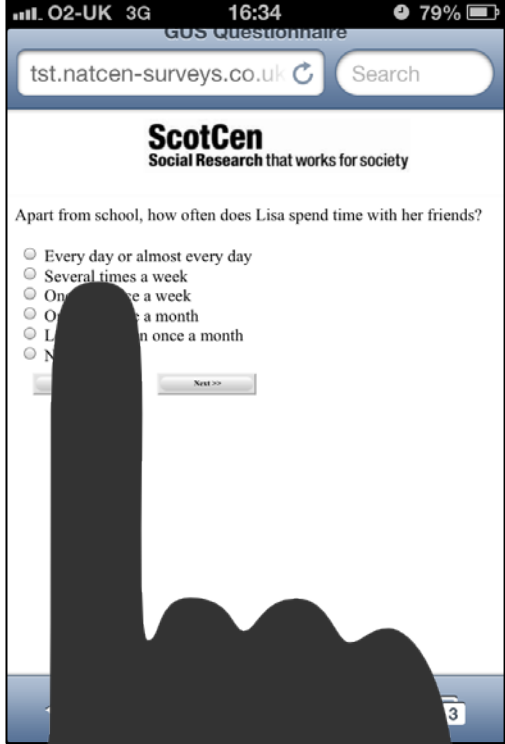 O2-UK 3G 16:34 79%
GUS Questionnaire
tst.natcen-surveys.co.uk Search
ScotCen
Social Research that works for society
Apart from school, how often does Lisa spend time with her friends?
Every day or almost every day
Several times a week
a week
a month
once a month
Next >>
3